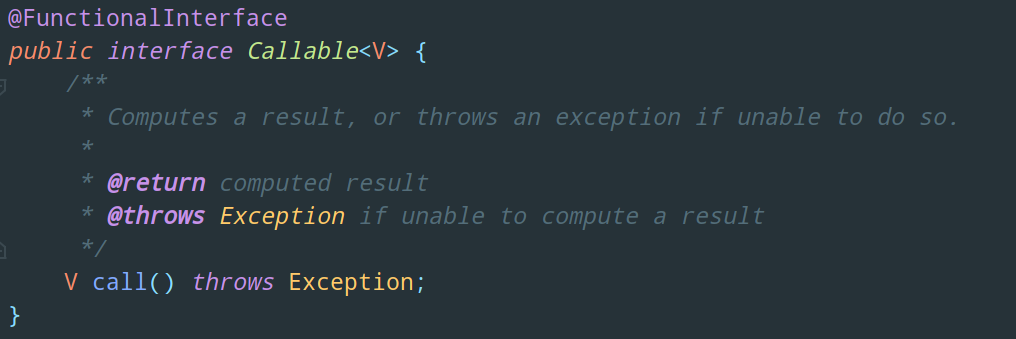 @FunctionalInterface
public interface Callable<V> {
    /**
     * Computes a result, or throws an exception if unable to do so.
     *
     * @return computed result
     * @throws Exception if unable to compute a result
     */
    V call() throws Exception;
}